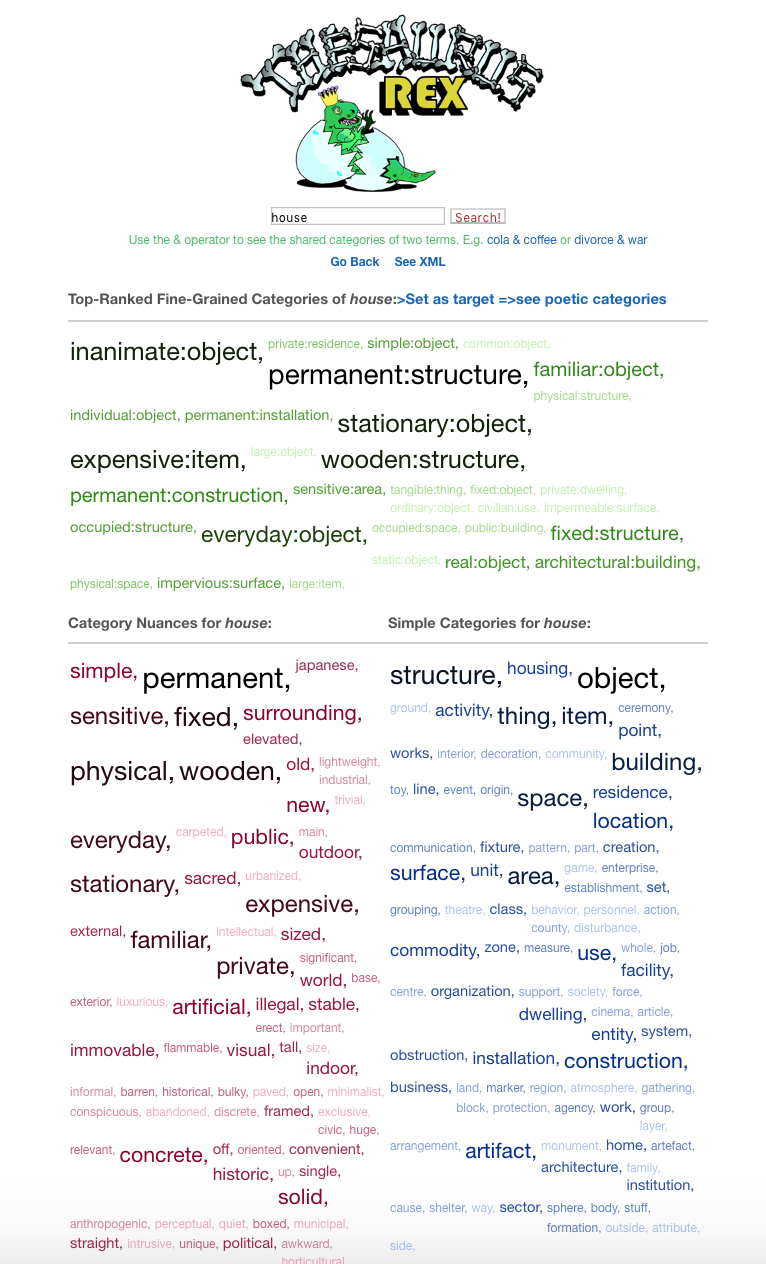 THESAURUS
REX
house Search!
Use the & operator to see the shared categories of two terms. E.g. cola & coffee or divorce & war
Go Back See XML
Top-Ranked Fine-Grained Categories of house:>Set as target =>see poetic categories
inanimate:object, private:residence, simple:object, common:object,
permanent:structure, familiar:object,
physical:structure,
individual:object, permanent:installation, stationary:object,
expensive:item, large:object, wooden:structure,
permanent:construction, sensitive:area, tangible:thing, fixed:object, private:dwelling,
ordinary:object, civilian:use, impermeable:surface,
occupied:structure, everyday:object, occupied:space, public:building, fixed:structure,
static:object, real:object, architectural:building,
physical:space, impervious:surface, large:item,
Category Nuances for house:
simple, permanent, japanese,
sensitive, fixed, surrounding,
elevated,
physical, wooden, old, lightweight,
industrial,
new, trivial,
everyday, carpeted, public, main,
outdoor,
stationary, sacred, urbanized,
expensive,
external, familiar, intellectual, sized,
private, significant,
world, base,
exterior, luxurious, artificial, illegal, stable,
erect, important,
immovable, flammable, visual, tall, size,
indoor,
informal, barren, historical, bulky, paved, open, minimalist,
conspicuous, abandoned, discrete, framed, exclusive,
civic, huge,
relevant, concrete, off, oriented, convenient,
historic, up, single,
solid,
anthropogenic, perceptual, quiet, boxed, municipal,
straight, intrusive, unique, political, awkward,
horticultural
Simple Categories for house:
structure, housing, object,
ground, activity, thing, item, ceremony,
point,
works, interior, decoration, community, building,
toy, line, event, origin, space, residence,
location,
communication, fixture, pattern, part, creation,
surface, unit, area, game, enterprise,
establishment, set,
grouping, theatre, class, behavior, personnel, action,
county, disturbance,
commodity, zone, measure, use, whole, job,
facility,
centre, organization, support, society, force,
dwelling, cinema, article,
entity, system,
obstruction, installation, construction,
business, land, marker, region, atmosphere, gathering,
block, protection, agency, work, group,
layer,
arrangement, artifact, monument, home, artefact,
architecture, family,
institution,
cause, shelter, way, sector, sphere, body, stuff,
formation, outside, attribute,
side,